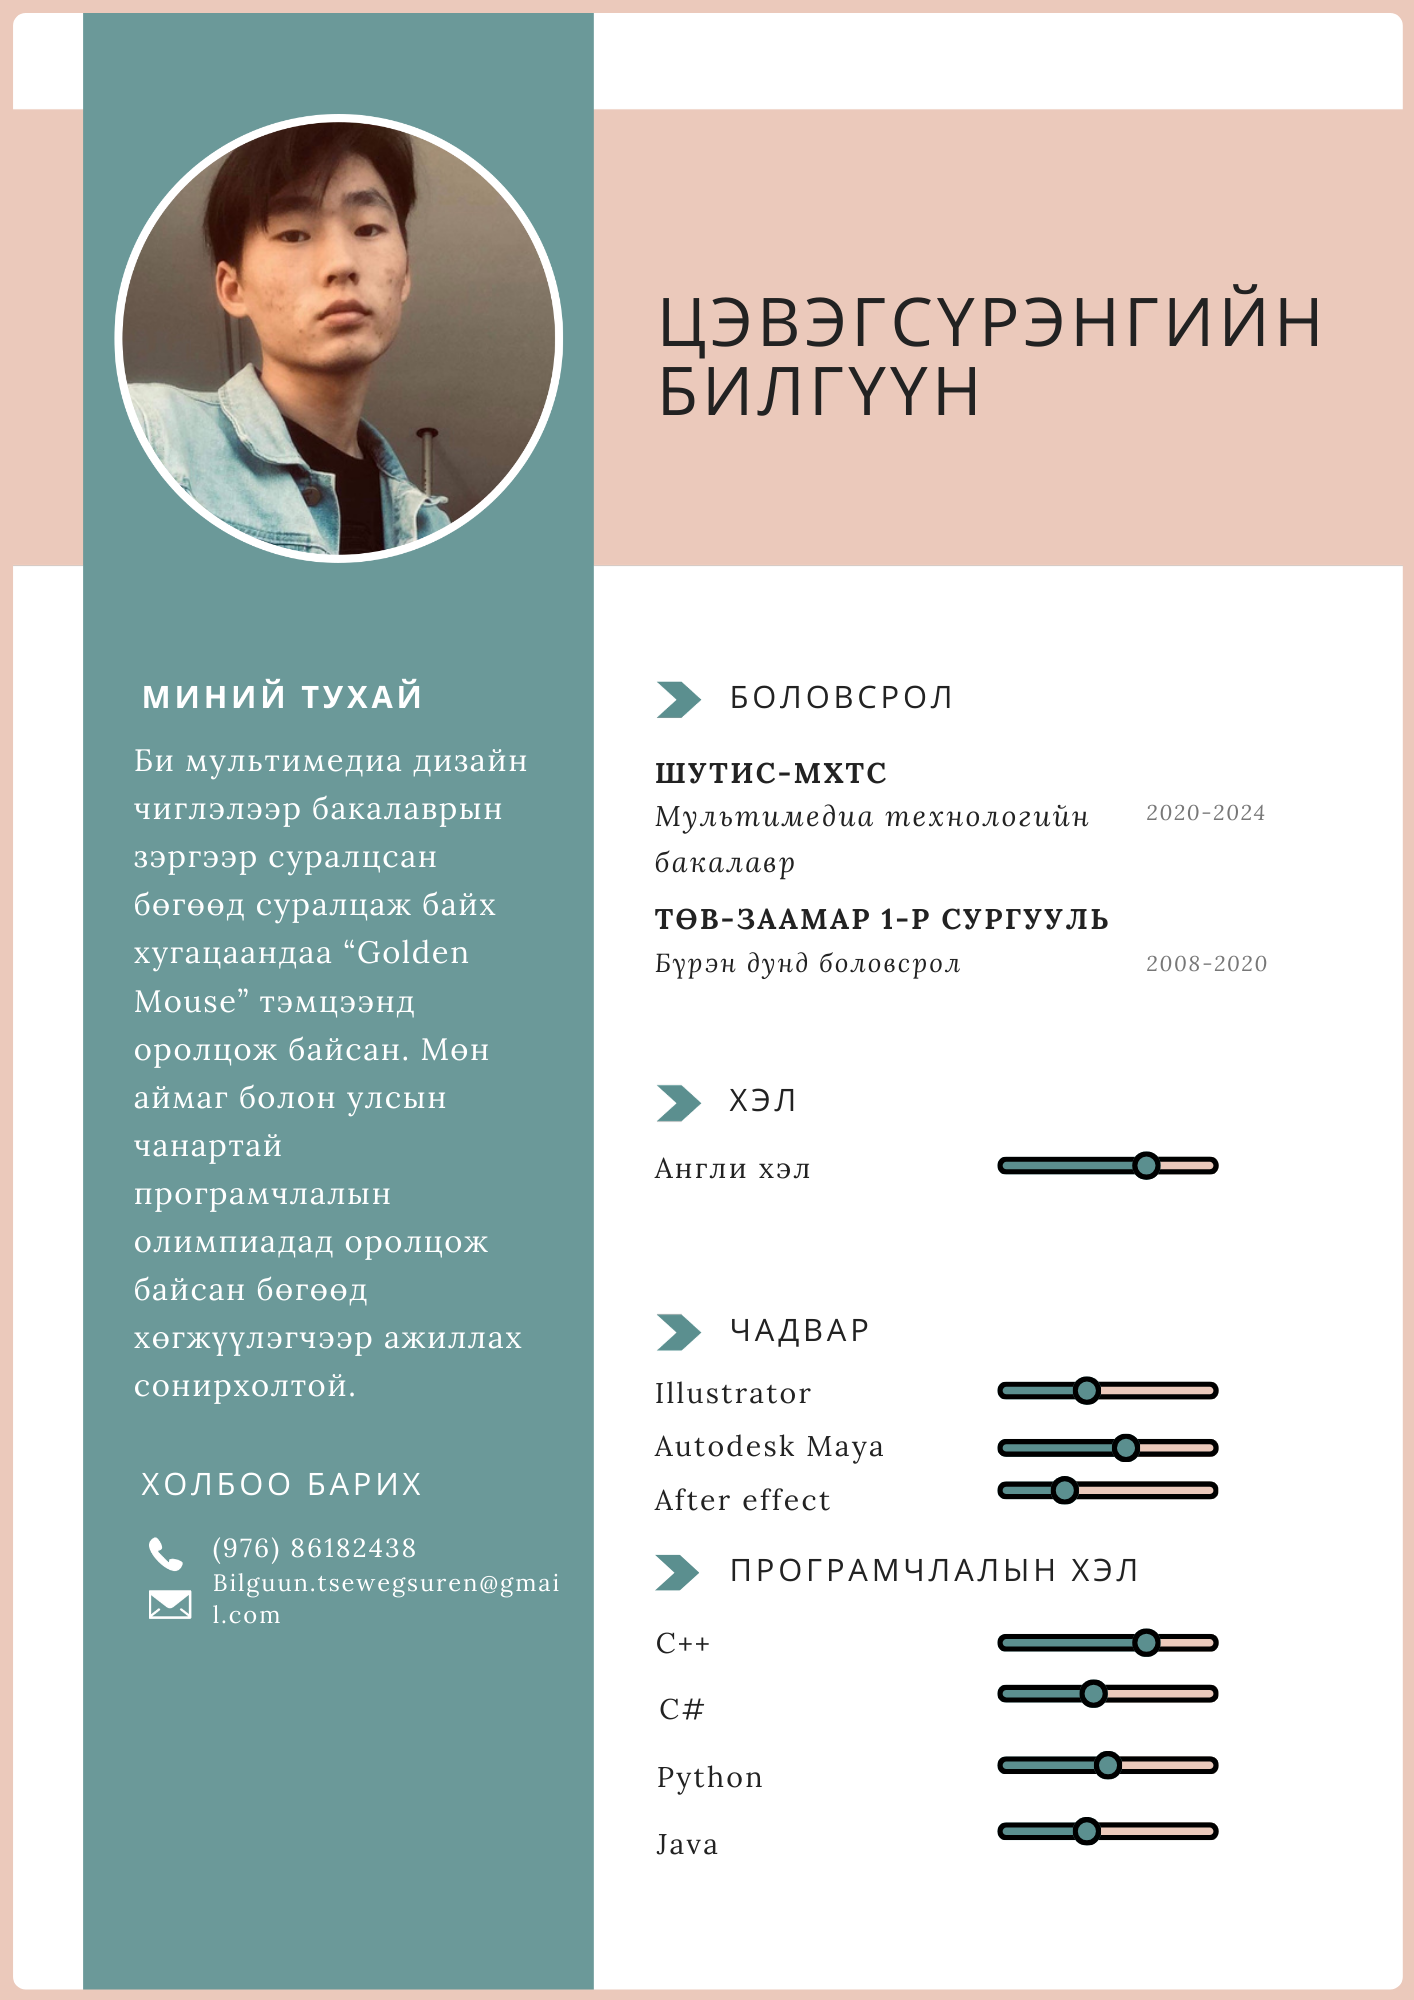 ЦЭВЭГСҮРЭНГИЙН
БИЛГҮҮН
МИНИЙ ТУХАЙ
Би мультимедиа дизайн
чиглэлээр бакалаврын
зэргээр суралцсан
бөгөөд суралцаж байх
хугацаандаа “Golden
Mouse” тэмцээнд
оролцож байсан. Мөн
аймаг болон улсын
чанартай
програмчлалын
олимпиадад оролцож
байсан бөгөөд
хөгжүүлэгчээр ажиллах
сонирхолтой.
ХОЛБОО БАРИХ
(976) 86182438
Bilguun.tsewegsuren@gmai
l.com
БОЛОВСРОЛ
ШУТИС-МХТС
Мультимедиа технологийн 2020-2024
бакалавр
ТӨВ-ЗААМАР 1-Р СУРГУУЛЬ
Бүрэн дунд боловсрол 2008-2020
ХЭЛ
Англи хэл
ЧАДВАР
Illustrator
Autodesk Maya
After effect
ПРОГРАМЧЛАЛЫН ХЭЛ
C++
C#
Python
Java